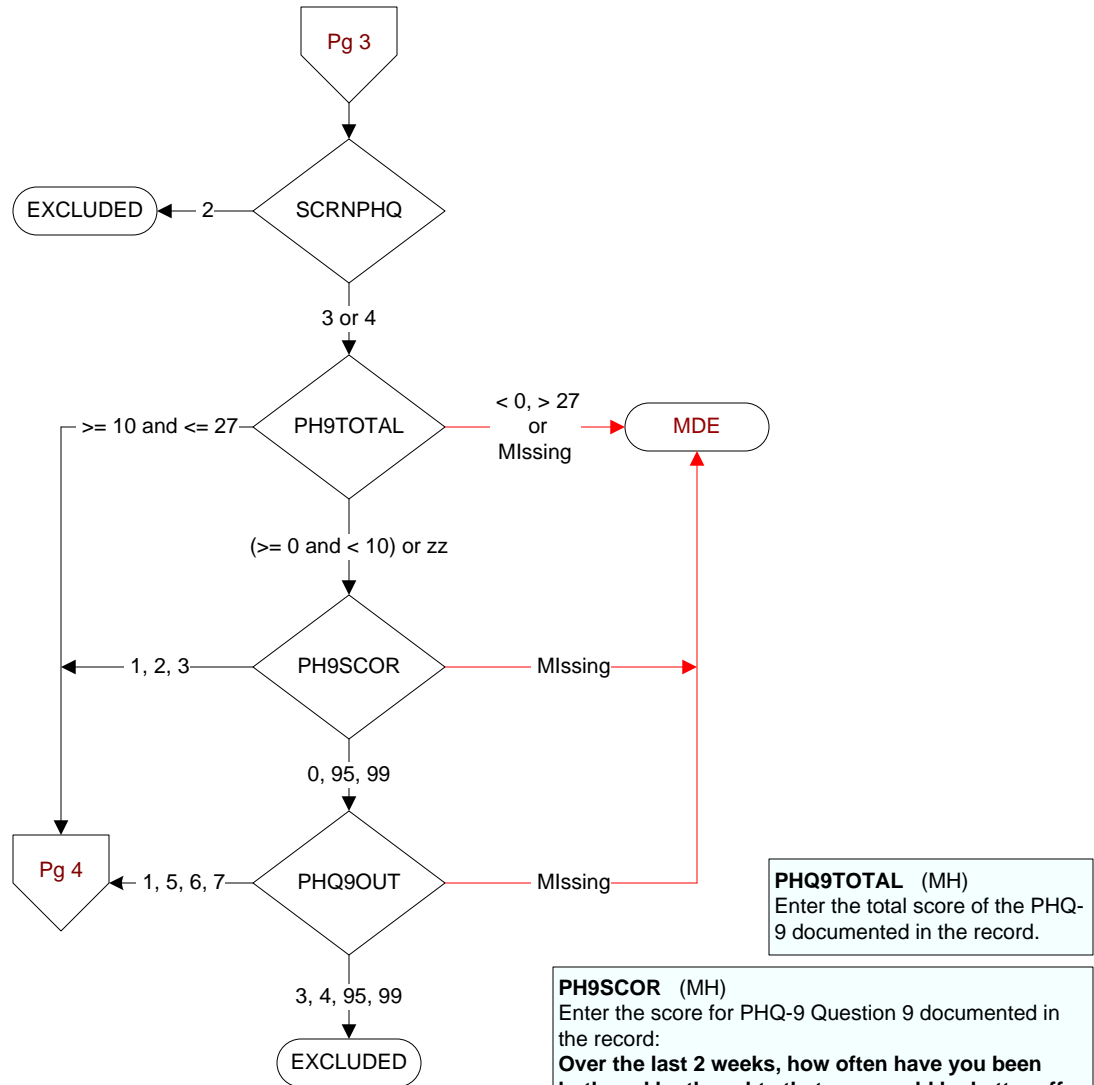 Pg 3
EXCLUDED
2
SCRNPHQ
3 or 4
>= 10 and <= 27
PH9TOTAL
< 0, > 27
or
MIssing
MDE
(>= 0 and < 10) or zz
1, 2, 3
PH9SCOR
MIssing
0, 95, 99
Pg 4
1, 5, 6, 7
PHQ9OUT
MIssing
3, 4, 95, 99
EXCLUDED
PHQ9TOTAL (MH)
Enter the total score of the PHQ-
9 documented in the record.
PH9SCOR (MH)
Enter the score for PHQ-9 Question 9 documented in
the record:
Over the last 2 weeks, how often have you been